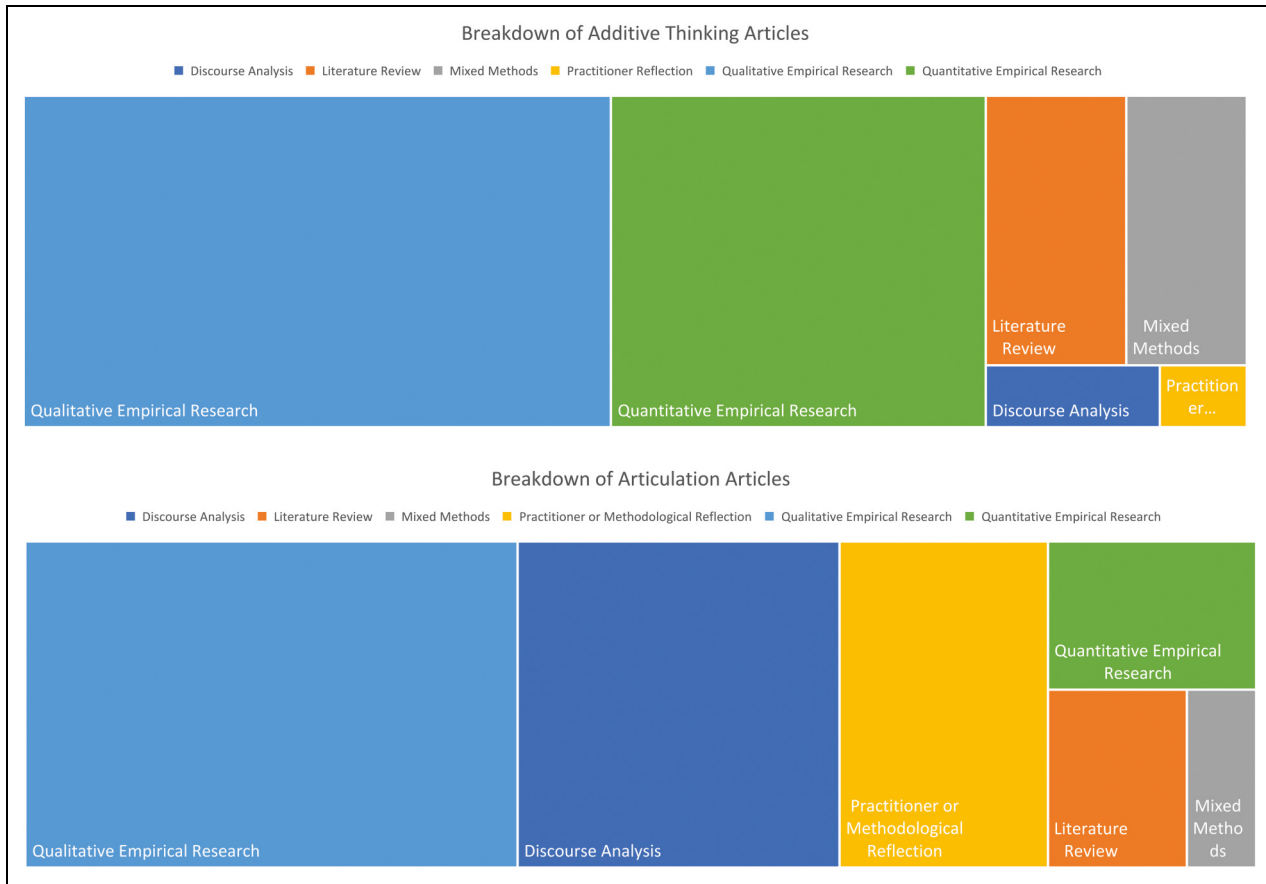 Breakdown of Additive Thinking Articles
Discourse Analysis Literature Review Mixed Methods Practitioner Reflection Qualitative Empirical Research Quantitative Empirical Research
Qualitative Empirical Research
Quantitative Empirical Research
Literature
Review
Mixed
Methods
Discourse Analysis
Practition
er...
Breakdown of Articulation Articles
Discourse Analysis Literature Review Mixed Methods Practitioner or Methodological Reflection Qualitative Empirical Research Quantitative Empirical Research
Qualitative Empirical Research
Discourse Analysis
Practitioner or
Methodological
Reflection
Quantitative Empirical
Research
Literature
Review
Mixed
Metho
ds